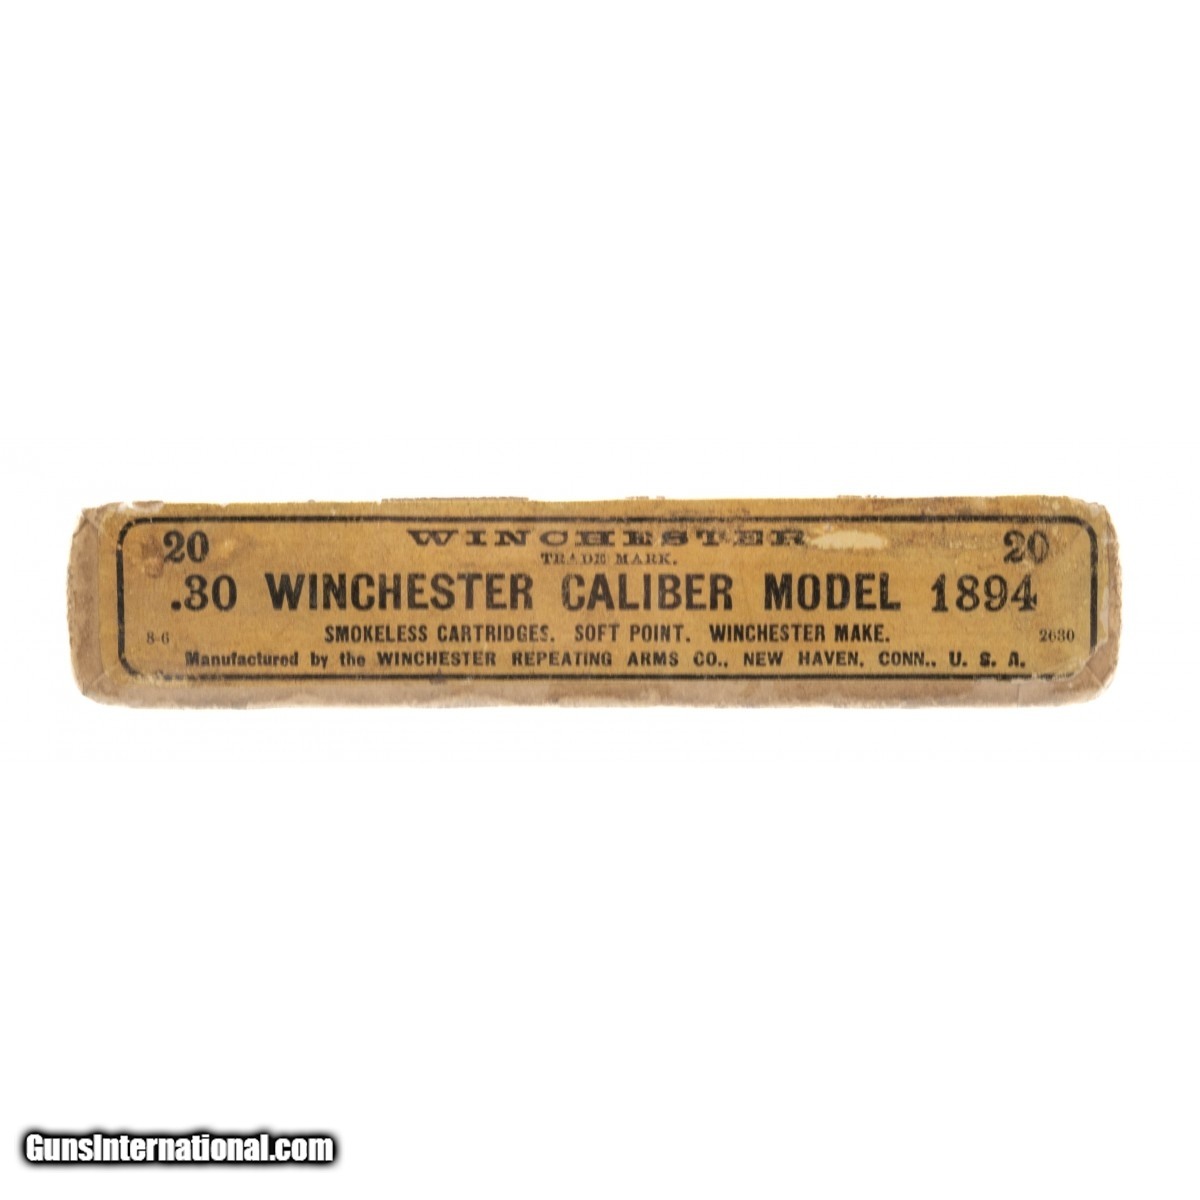 20 WINCHESTER 20
TRADE MARK.
.30 WINCHESTER CALIBER MODEL 1894
8-6 SMOKELESS CARTRIDGES. SOFT POINT. WINCHESTER MAKE. 2630
Manufactured by the WINCHESTER REPEATING ARMS CO., NEW HAVEN, CONN., U. S. A.
GunsInternational.com